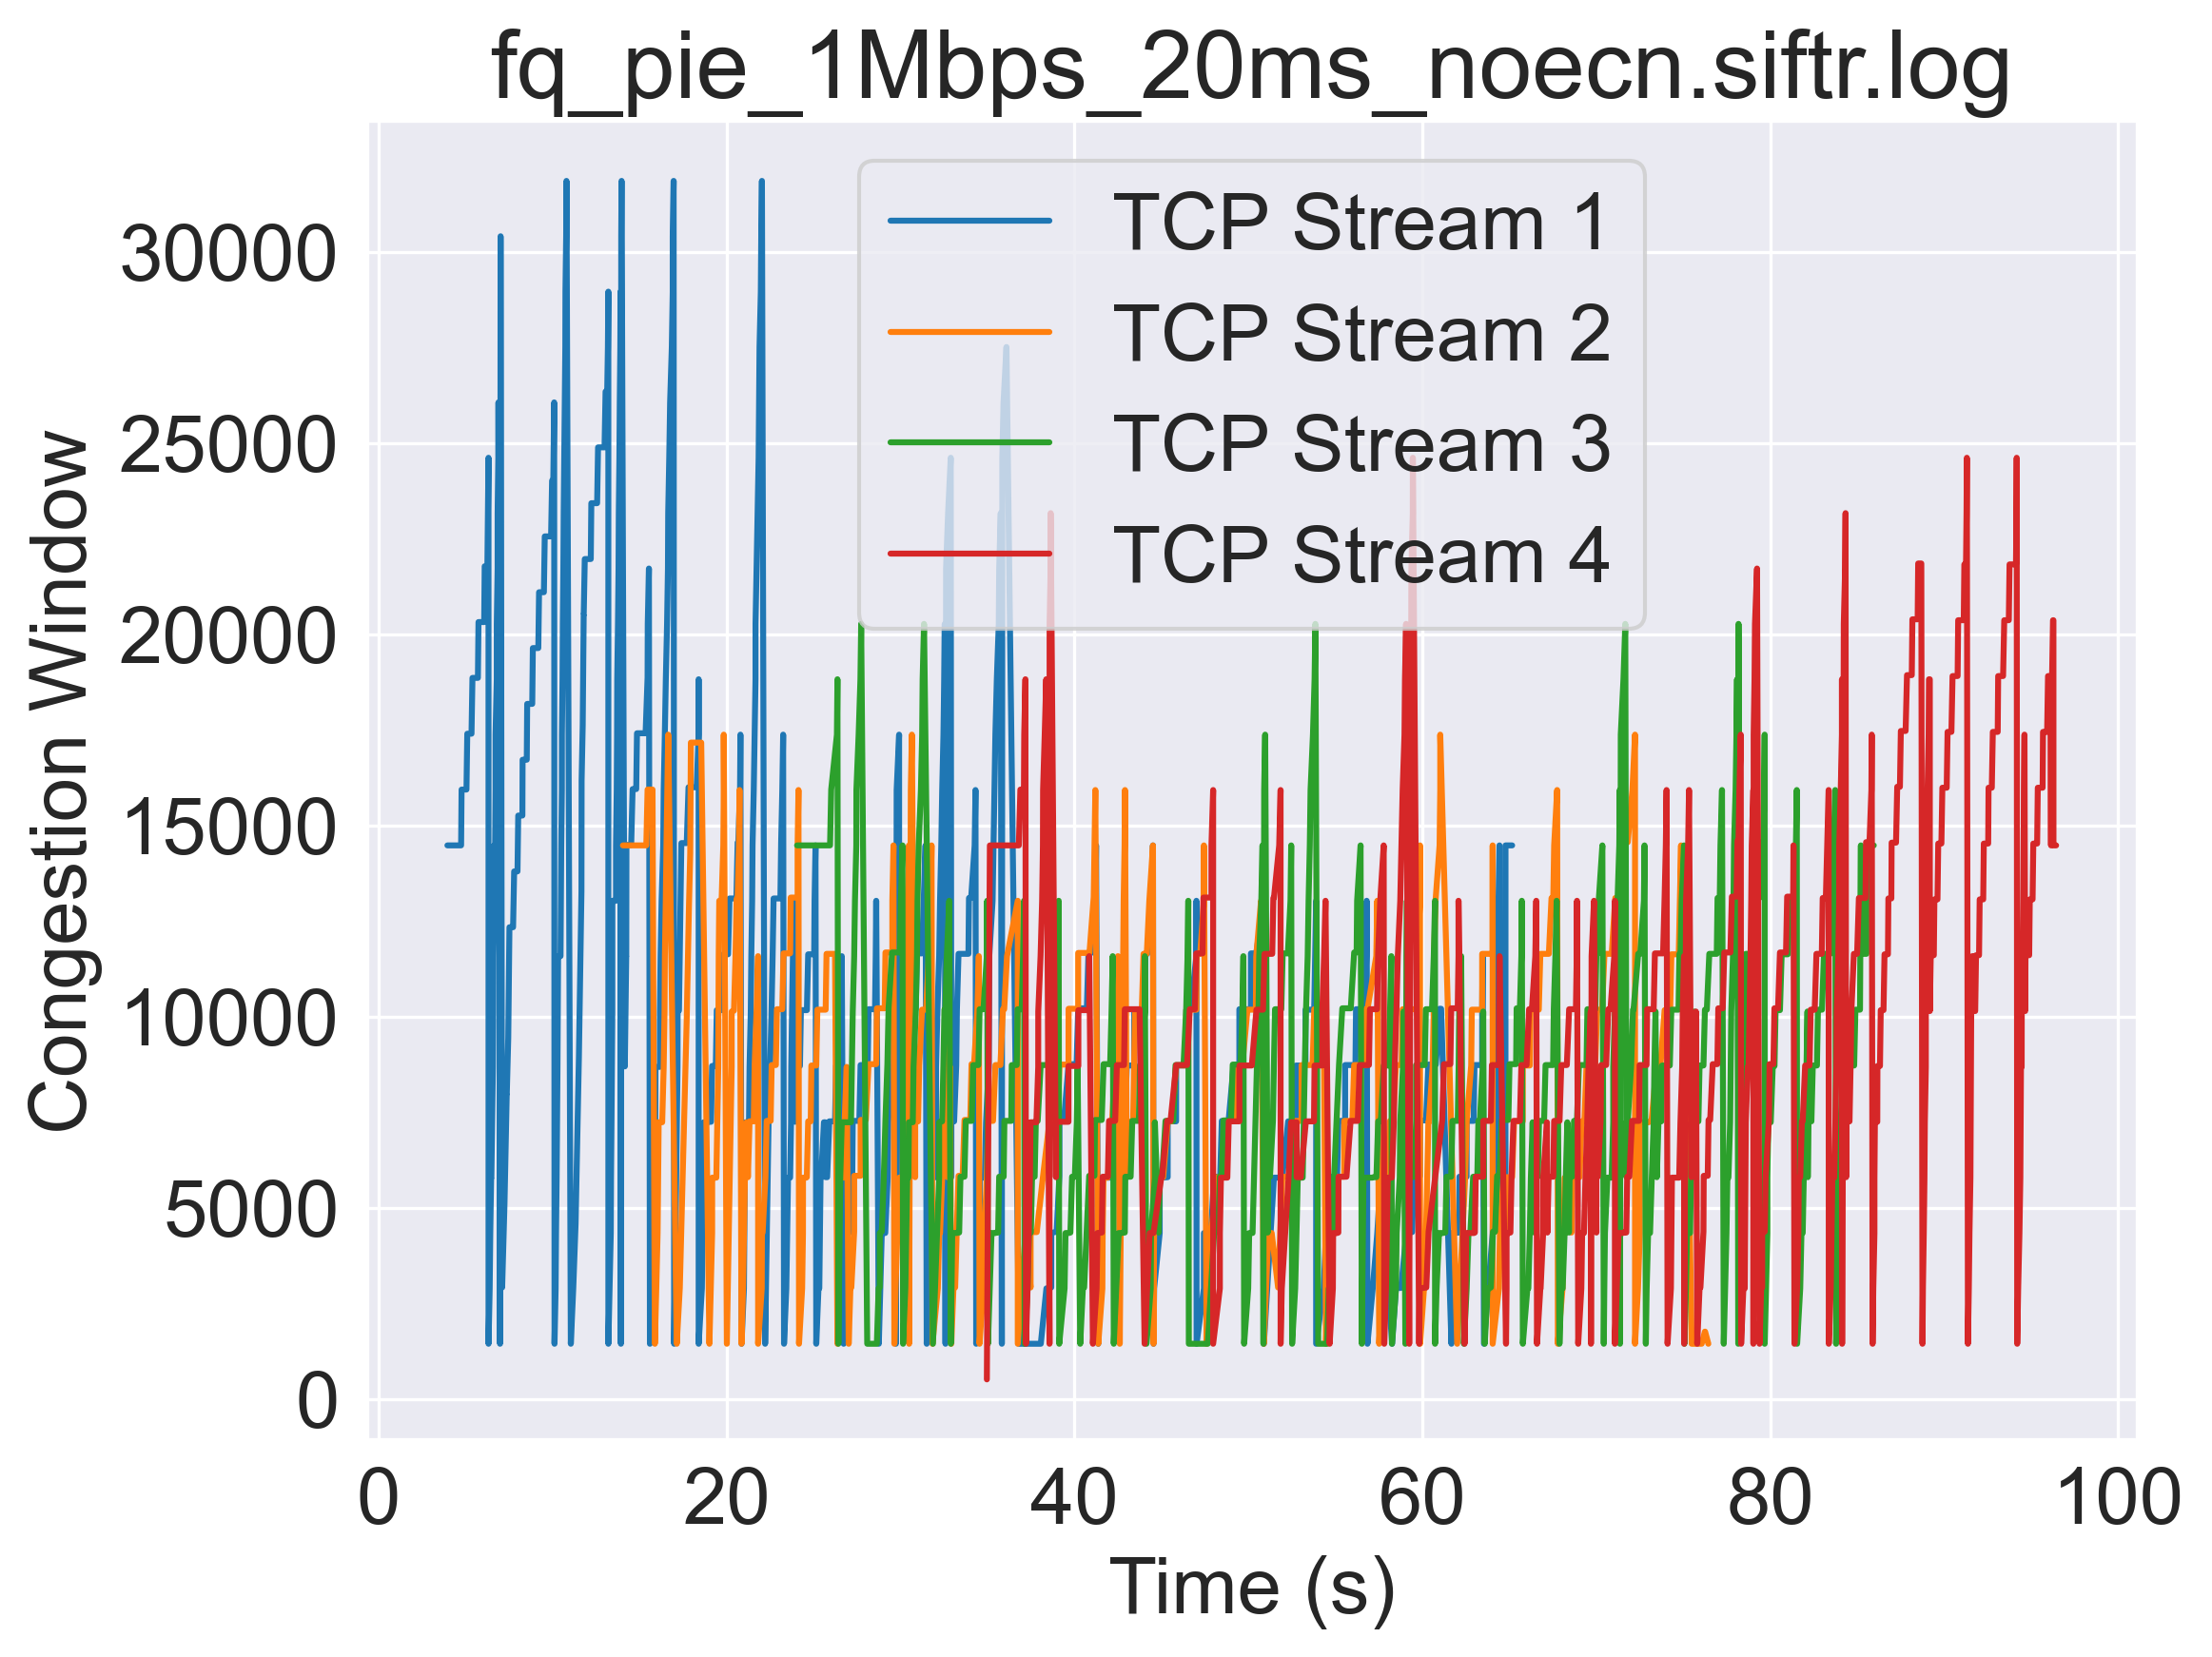 fq_pie_1Mbps_20ms_noecn.siftr.log
TCP Stream 1
TCP Stream 2
TCP Stream 3
TCP Stream 4
Congestion Window
30000
25000
20000
15000
10000
5000
0
0 20 40 60 80 100
Time (s)